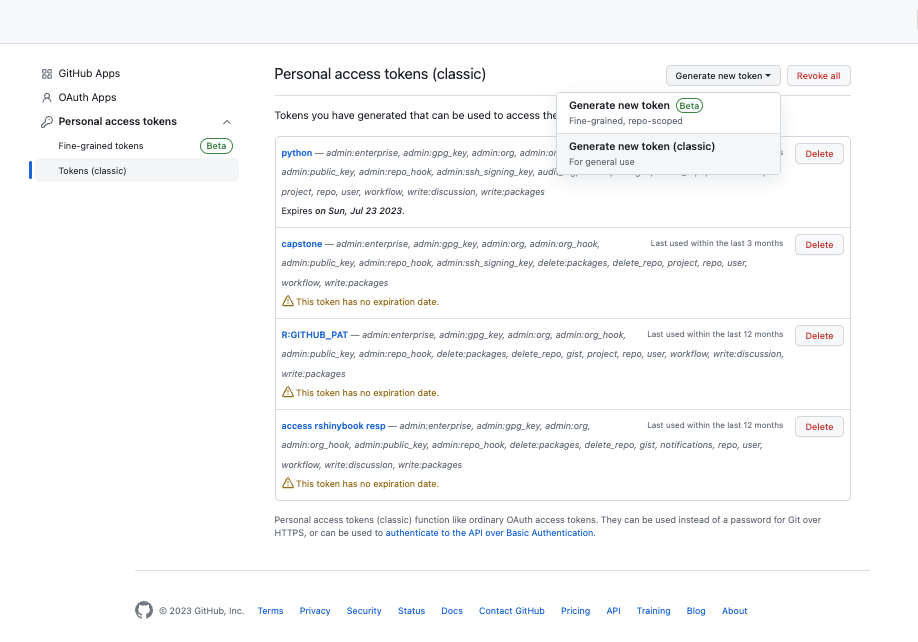 GitHub Apps
OAuth Apps
Personal access tokens
Fine-grained tokens Beta
Tokens (classic)
Personal access tokens (classic)
Generate new token
Revoke all
Generate new token Beta
Fine-grained, repo-scoped
Generate new token (classic)
For general use
Tokens you have generated that can be used to access the
python — admin:enterprise, admin:gpg_key, admin:org,
Delete
admin:public_key, admin:repo_hook, admin:ssh_signing_key,
project, repo, user, workflow, write:discussion, write:packages
Expires on Sun, Jul 23 2023.
capstone — admin:enterprise, admin:gpg_key, admin:org, admin:org_hook,
Last used within the last 3 months
Delete
admin:public_key, admin:repo_hook, admin:ssh_signing_key, delete:packages, delete_repo, project, repo, user,
workflow, write:packages
This token has no expiration date.
R:GITHUB_PAT — admin:enterprise, admin:gpg_key, admin:org, admin:org_hook,
Last used within the last 12 months
Delete
admin:public_key, admin:repo_hook, delete:packages, delete_repo, gist, project, repo, user, workflow, write:discussion,
write:packages
This token has no expiration date.
access rshinybook resp — admin:enterprise, admin:gpg_key, admin:org,
Last used within the last 12 months
Delete
admin:org_hook, admin:public_key, admin:repo_hook, delete:packages, delete_repo, gist, notifications, repo, user,
workflow, write:discussion, write:packages
This token has no expiration date.
Personal access tokens (classic) function like ordinary OAuth access tokens. They can be used instead of a password for Git over
HTTPS, or can be used to authenticate to the API over Basic Authentication.
© 2023 GitHub, Inc. Terms Privacy Security Status Docs Contact GitHub Pricing API Training Blog About